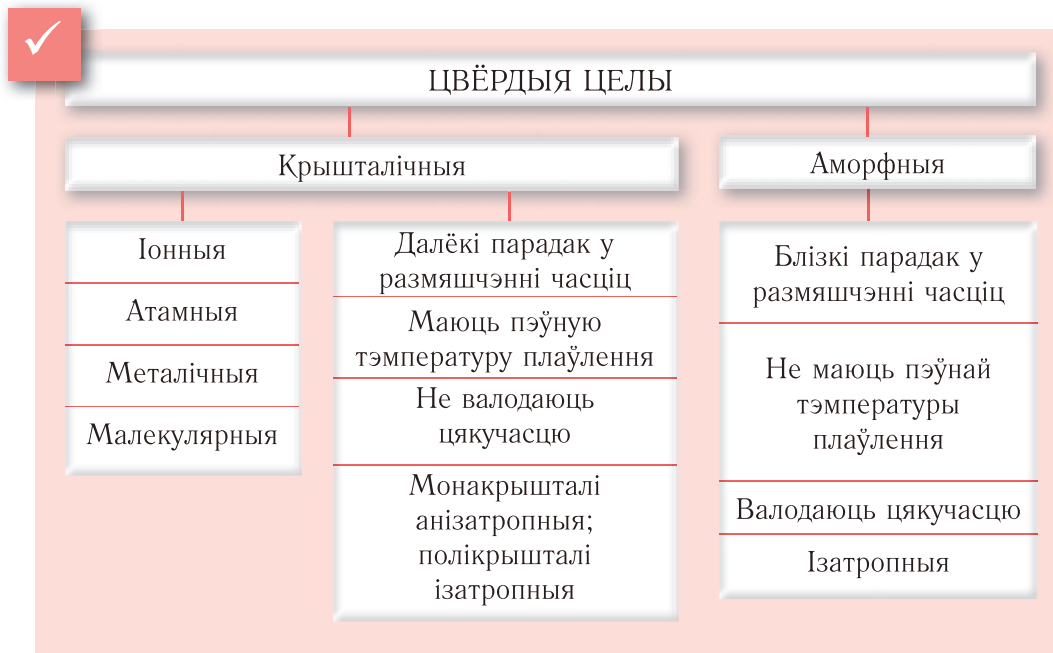 ЦВЁРДЫЯ ЦЕЛЫ
Крышталічныя
Іонныя
Атамныя
Металічныя
Малекулярныя
Далёкі парадак у
размяшчэнні часціц
Маюць пэўную
тэмпературу плаўлення
Не валодаюць
цякучасцю
Монакрышталі
анізатропныя;
полікрышталі
ізатропныя
Аморфныя
Блізкі парадак у
размяшчэнні часціц
Не маюць пэўнай
тэмпературы
плаўлення
Валодаюць цякучасцю
Ізатропныя